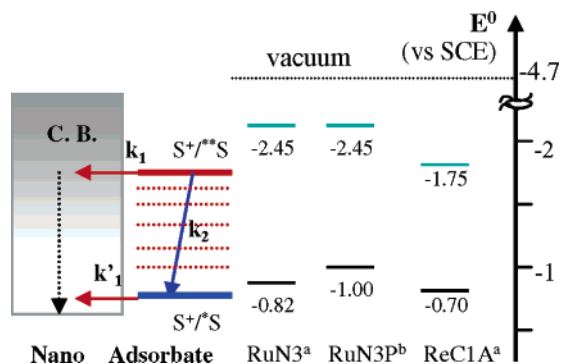 E⁰
vacuum
(vs SCE)
-4.7
C. B.
k₁
S⁺/**S
-2.45
-2.45
-2
-1.75
k₂
k'₁
-1
-0.82
-1.00
-0.70
S⁺/*S
Nano Adsorbate RuN3ᵃ RuN3Pᵇ ReC1Aᵃ